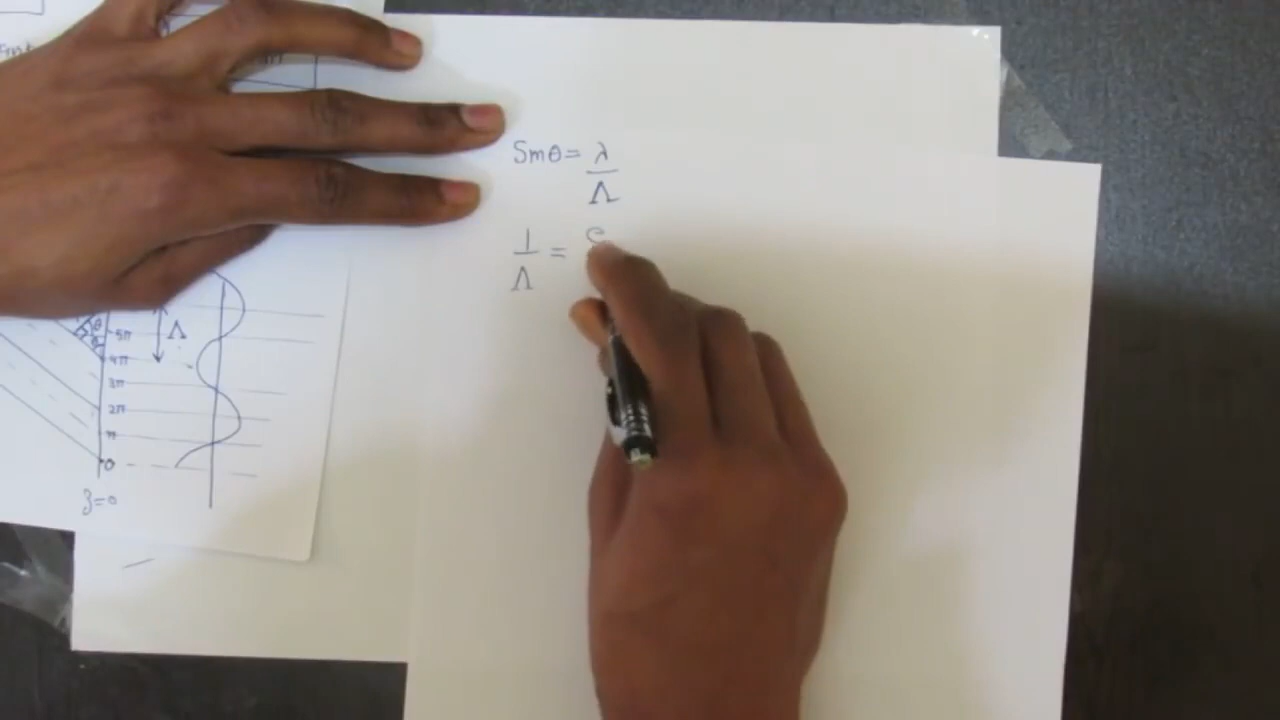 Sinθ = λ
Λ
1 =
Λ
θ
Λ
5π
4π
3π
2π
π
0
z=0